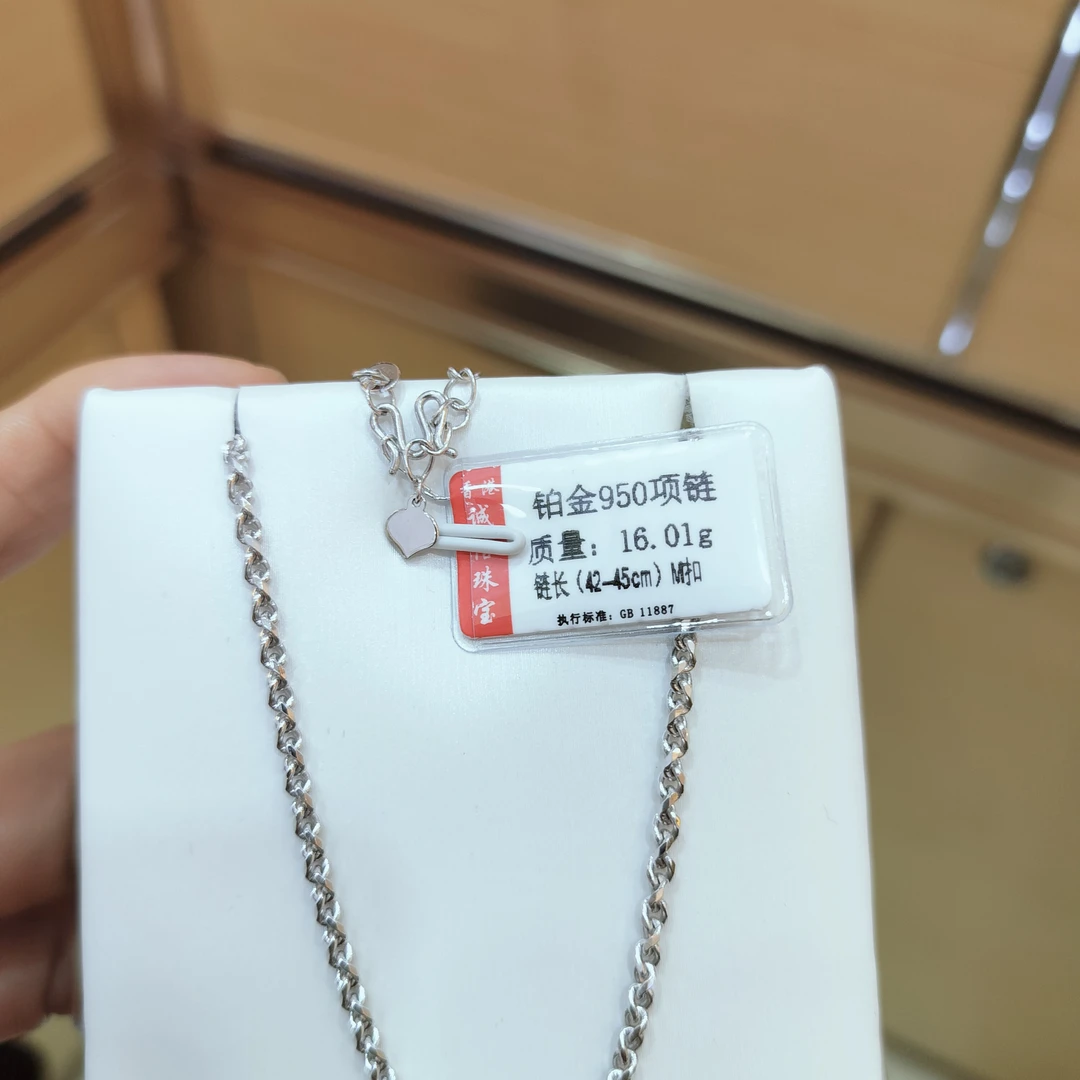 香港
诚
珠
宝
铂金950项链
质量：16.01g
链长（42-45cm）M扣
执行标准：GB 11887